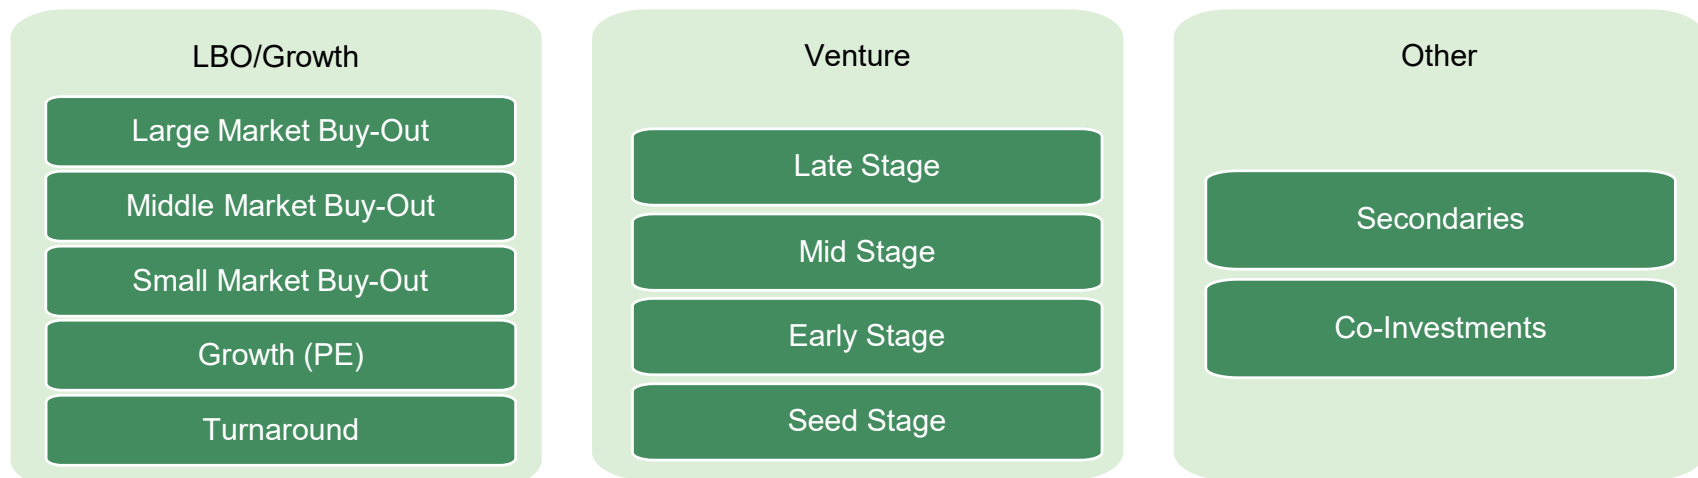 LBO/Growth
Large Market Buy-Out
Middle Market Buy-Out
Small Market Buy-Out
Growth (PE)
Turnaround
Venture
Late Stage
Mid Stage
Early Stage
Seed Stage
Other
Secondaries
Co-Investments